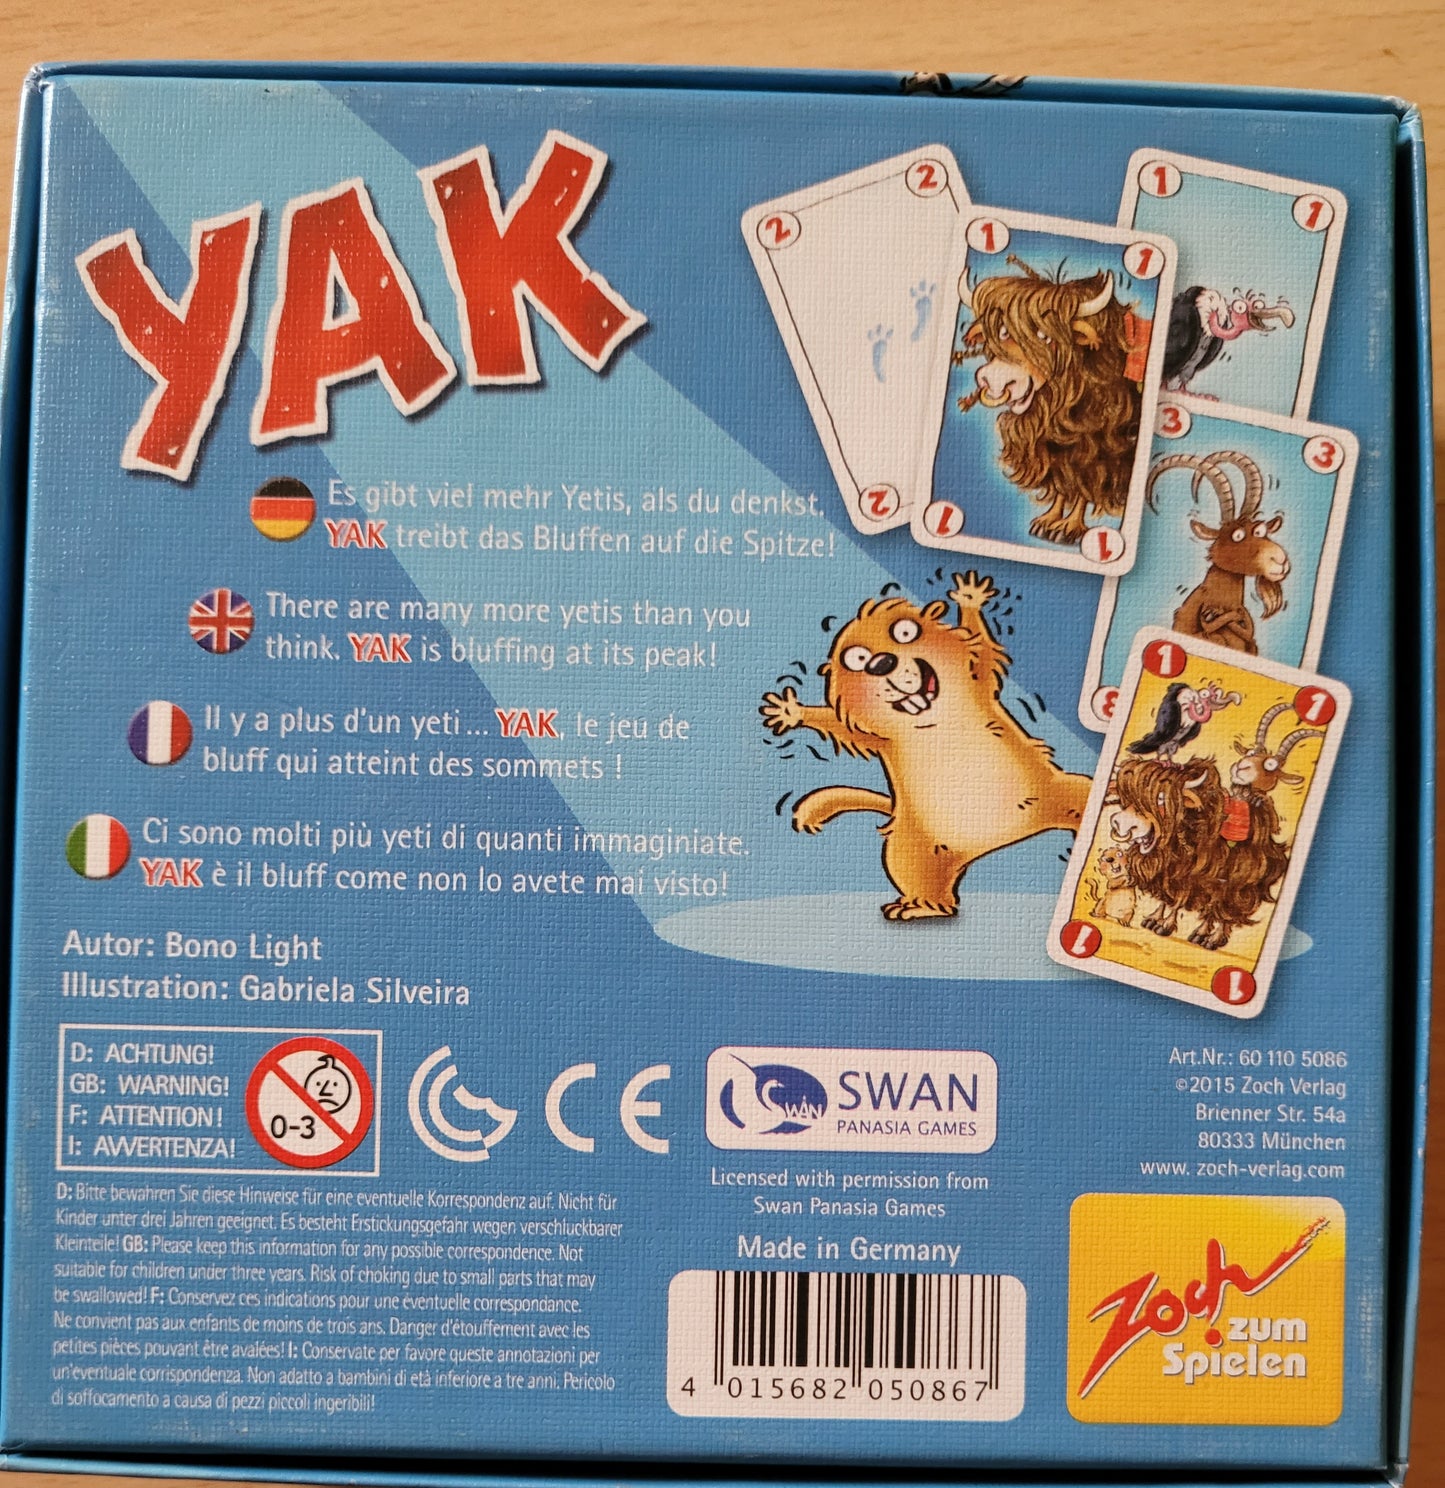 YAK
2
2
2
1
1
1
1
1
1
3
3
3
1
1
1
1
Es gibt viel mehr Yetis, als du denkst.
YAK treibt das Bluffen auf die Spitze!
There are many more yetis than you
think. YAK is bluffing at its peak!
Il y a plus d'un yeti... YAK, le jeu de
bluff qui atteint des sommets !
Ci sono molti più yeti di quanti immaginiate.
YAK è il bluff come non lo avete mai visto!
Autor: Bono Light
Illustration: Gabriela Silveira
D: ACHTUNG!
GB: WARNING!
F: ATTENTION!
I: AVVERTENZA!
0-3
CE
SWAN
SWAN
PANASIA GAMES
Licensed with permission from
Swan Panasia Games
Made in Germany
Art.Nr.: 60 110 5086
©2015 Zoch Verlag
Brienner Str. 54a
80333 München
www. zoch-verlag.com
D: Bitte bewahren Sie diese Hinweise für eine eventuelle Korrespondenz auf. Nicht für
Kinder unter drei Jahren geeignet. Es besteht Erstickungsgefahr wegen verschluckbarer
Kleinteile! GB: Please keep this information for any possible correspondence. Not
suitable for children under three years. Risk of choking due to small parts that may
be swallowed! F: Conservez ces indications pour une éventuelle correspondance.
Ne convient pas aux enfants de moins de trois ans. Danger d'étouffement avec les
petites pièces pouvant être avalées! I: Conservate per favore queste annotazioni per
un'eventuale corrispondenza. Non adatto a bambini di età inferiore a tre anni. Pericolo
di soffocamento a causa di pezzi piccoli ingeribili!
4 015682 050867
Zoch
zum
Spielen